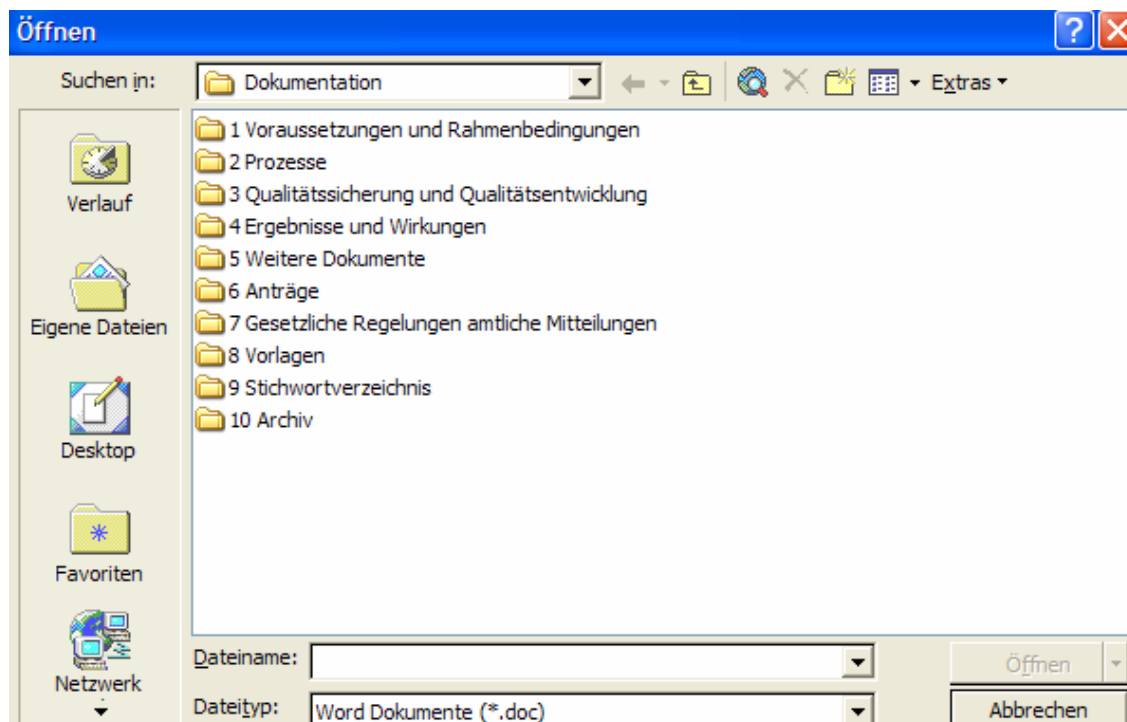 Öffnen
Suchen in: Dokumentation Extras
1 Voraussetzungen und Rahmenbedingungen
2 Prozesse
3 Qualitätssicherung und Qualitätsentwicklung
4 Ergebnisse und Wirkungen
5 Weitere Dokumente
6 Anträge
7 Gesetzliche Regelungen amtliche Mitteilungen
8 Vorlagen
9 Stichwortverzeichnis
10 Archiv
Verlauf
Eigene Dateien
Desktop
Favoriten
Netzwerk
Dateiname: Öffnen
Dateityp: Word Dokumente (*.doc) Abbrechen